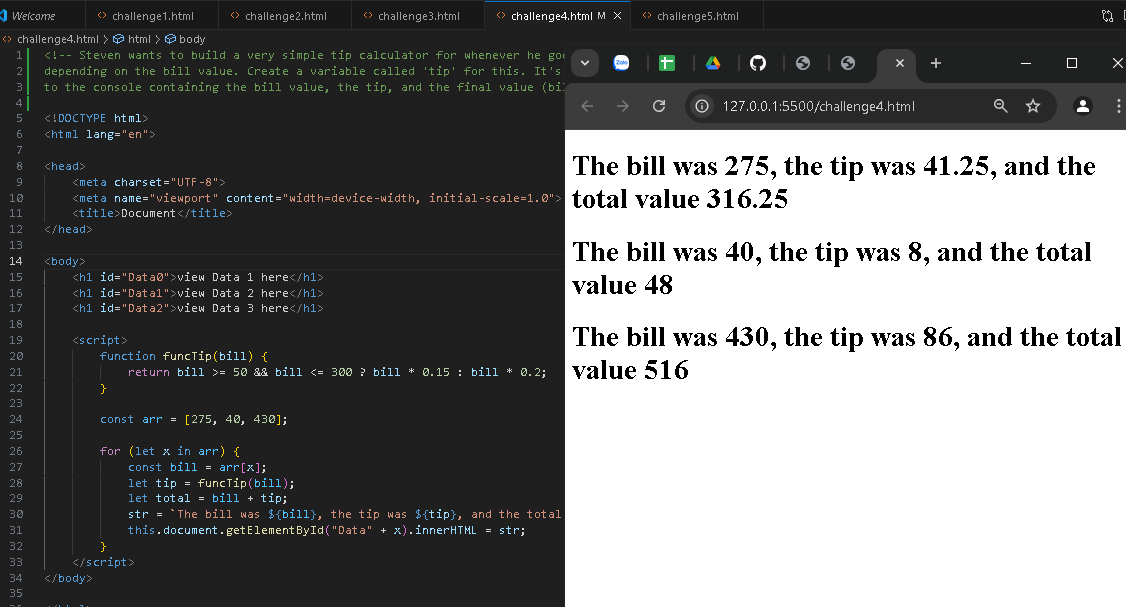 Welcome
<> challenge1.html
<> challenge2.html
<> challenge3.html
<> challenge4.html M ×
<> challenge5.html
<> challenge4.html > html > body
1 <!-- Steven wants to build a very simple tip calculator for whenever he goe
2 depending on the bill value. Create a variable called 'tip' for this. It's
3 to the console containing the bill value, the tip, and the final value (bil
4
5 <!DOCTYPE html>
6 <html lang="en">
7
8 <head>
9     <meta charset="UTF-8">
10     <meta name="viewport" content="width=device-width, initial-scale=1.0">
11     <title>Document</title>
12 </head>
13
14 <body>
15     <h1 id="Data0">view Data 1 here</h1>
16     <h1 id="Data1">view Data 2 here</h1>
17     <h1 id="Data2">view Data 3 here</h1>
18
19     <script>
20         function funcTip(bill) {
21             return bill >= 50 && bill <= 300 ? bill * 0.15 : bill * 0.2;
22         }
23
24         const arr = [275, 40, 430];
25
26         for (let x in arr) {
27             const bill = arr[x];
28             let tip = funcTip(bill);
29             let total = bill + tip;
30             str = `The bill was ${bill}, the tip was ${tip}, and the total
31             this.document.getElementById("Data" + x).innerHTML = str;
32         }
33     </script>
34 </body>
35
Zalo
127.0.0.1:5500/challenge4.html
The bill was 275, the tip was 41.25, and the
total value 316.25
The bill was 40, the tip was 8, and the total
value 48
The bill was 430, the tip was 86, and the total
value 516